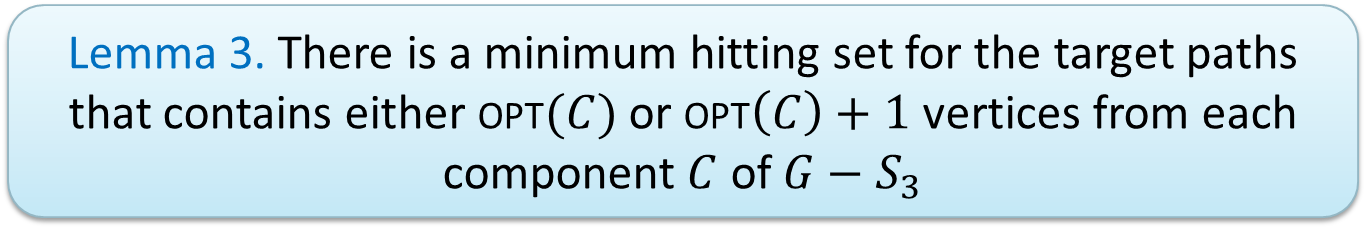 Lemma 3. There is a minimum hitting set for the target paths
that contains either OPT(𝐶) or OPT(𝐶) + 1 vertices from each
component 𝐶 of 𝐺 − 𝑆₃